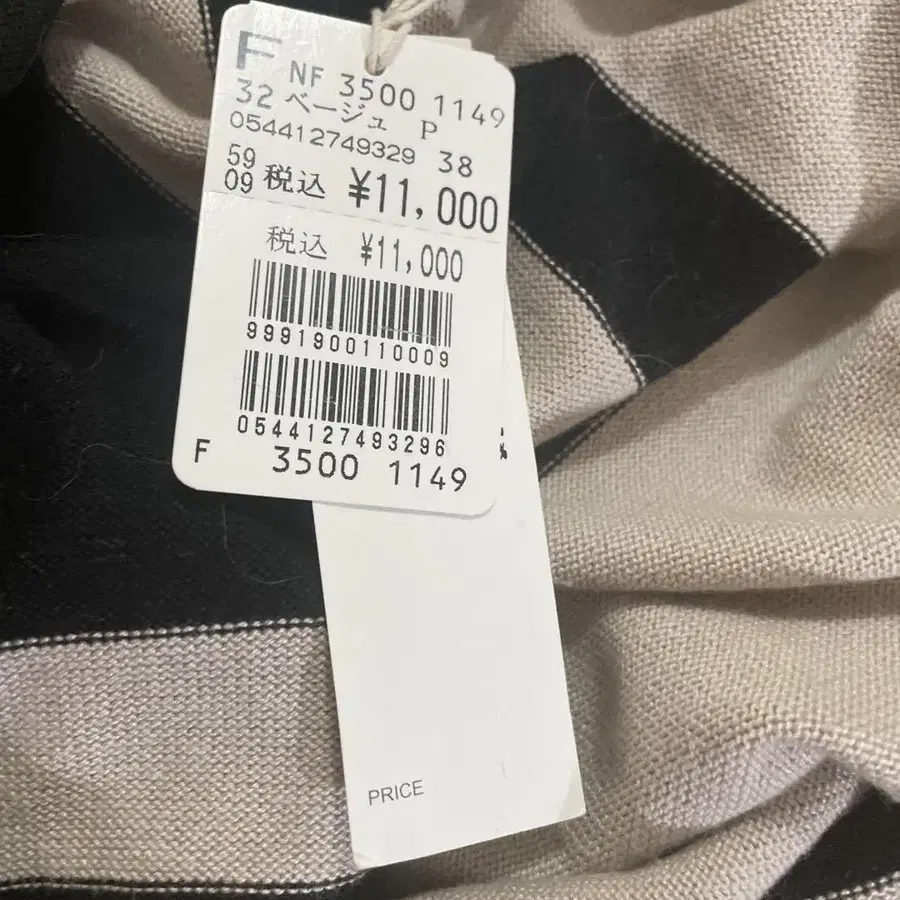 F NF 3500 1149
32 ベージュ P
054412749329 38
59
09 税込 ¥11,000
税込 ¥11,000
9991900110009
0544127493296
F 3500 1149
%
PRICE